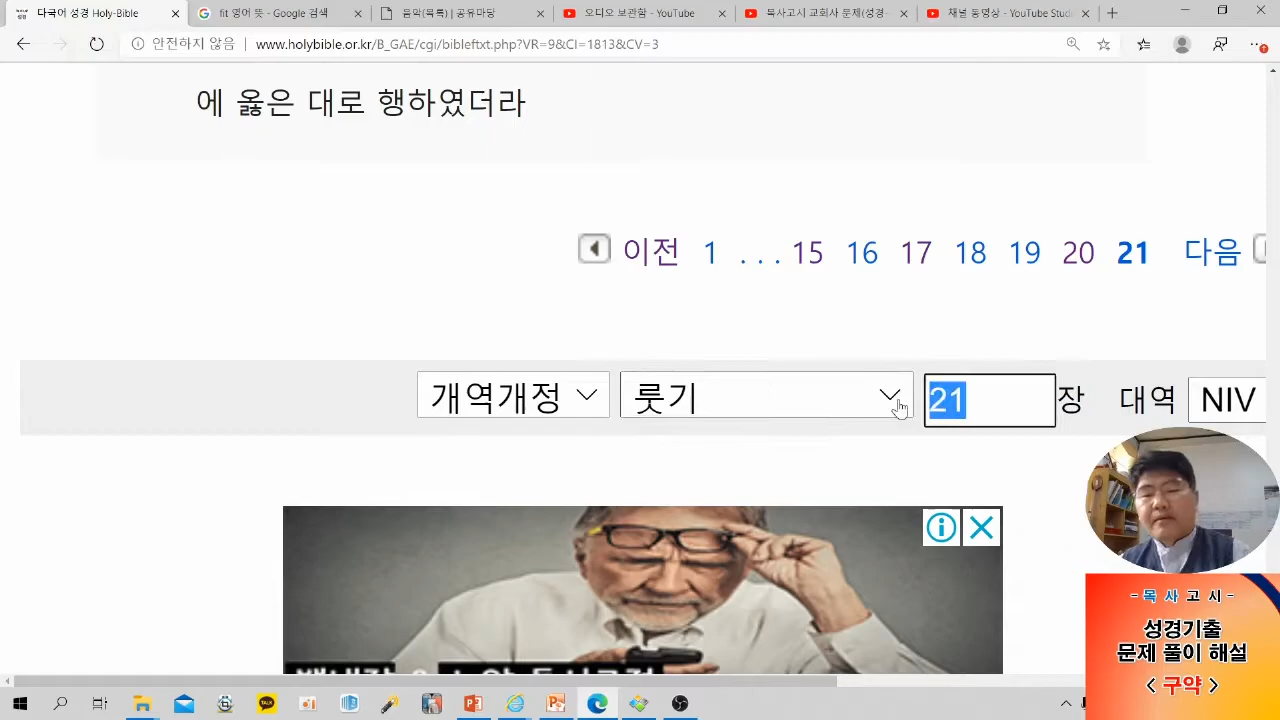 다국어 성경 Holy-Bible
fit 영어 뜻 - Google 검색
음악(목록) | 공유마당
오디오 보관함 - YouTube
목사고시 교회사 문제(성경-
채널 동영상 - YouTube Stud
안전하지 않음
www.holybible.or.kr/B_GAE/cgi/bibleftxt.php?VR=9&CI=1813&CV=3
에 옳은 대로 행하였더라
이전 1 . . . 15 16 17 18 19 20 21 다음
개역개정 룻기 21 장 대역 NIV
- 목 사 고 시 -
성경기출
문제 풀이 해설
< 구약 >
TALK